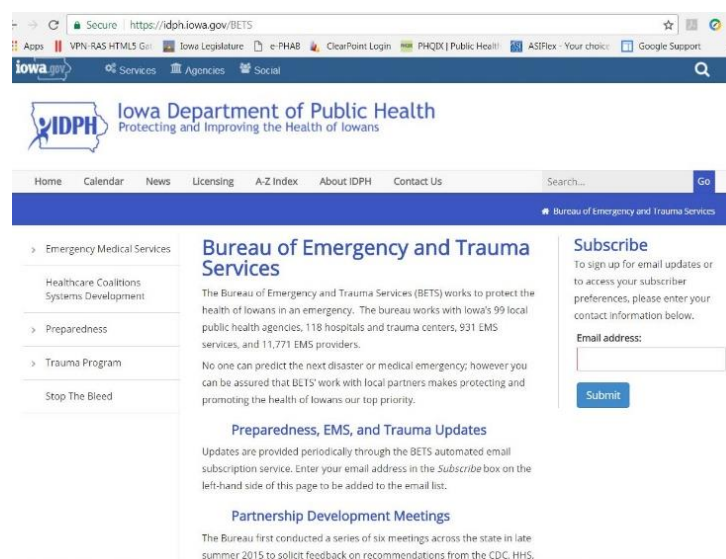 Secure https://idph.iowa.gov/BETS
Apps VPN-RAS HTML5 Gat Iowa Legislature e-PHAB ClearPoint Login PHQIX | Public Healt ASIFlex - Your choice Google Support
iowa.gov Services Agencies Social
IDPH
Iowa Department of Public Health
Protecting and Improving the Health of Iowans
Home Calendar News Licensing A-Z Index About IDPH Contact Us Search... Go
Bureau of Emergency and Trauma Services
> Emergency Medical Services
Healthcare Coalitions
Systems Development
> Preparedness
> Trauma Program
Stop The Bleed
Bureau of Emergency and Trauma
Services
The Bureau of Emergency and Trauma Services (BETS) works to protect the
health of Iowans in an emergency. The bureau works with Iowa's 99 local
public health agencies, 118 hospitals and trauma centers, 931 EMS
services, and 11,771 EMS providers.
No one can predict the next disaster or medical emergency; however you
can be assured that BETS' work with local partners makes protecting and
promoting the health of Iowans our top priority.
Preparedness, EMS, and Trauma Updates
Updates are provided periodically through the BETS automated email
subscription service. Enter your email address in the Subscribe box on the
left-hand side of this page to be added to the email list.
Partnership Development Meetings
The Bureau first conducted a series of six meetings across the state in late
summer 2015 to solicit feedback on recommendations from the CDC, HHS,
Subscribe
To sign up for email updates or
to access your subscriber
preferences, please enter your
contact information below.
Email address:
Submit